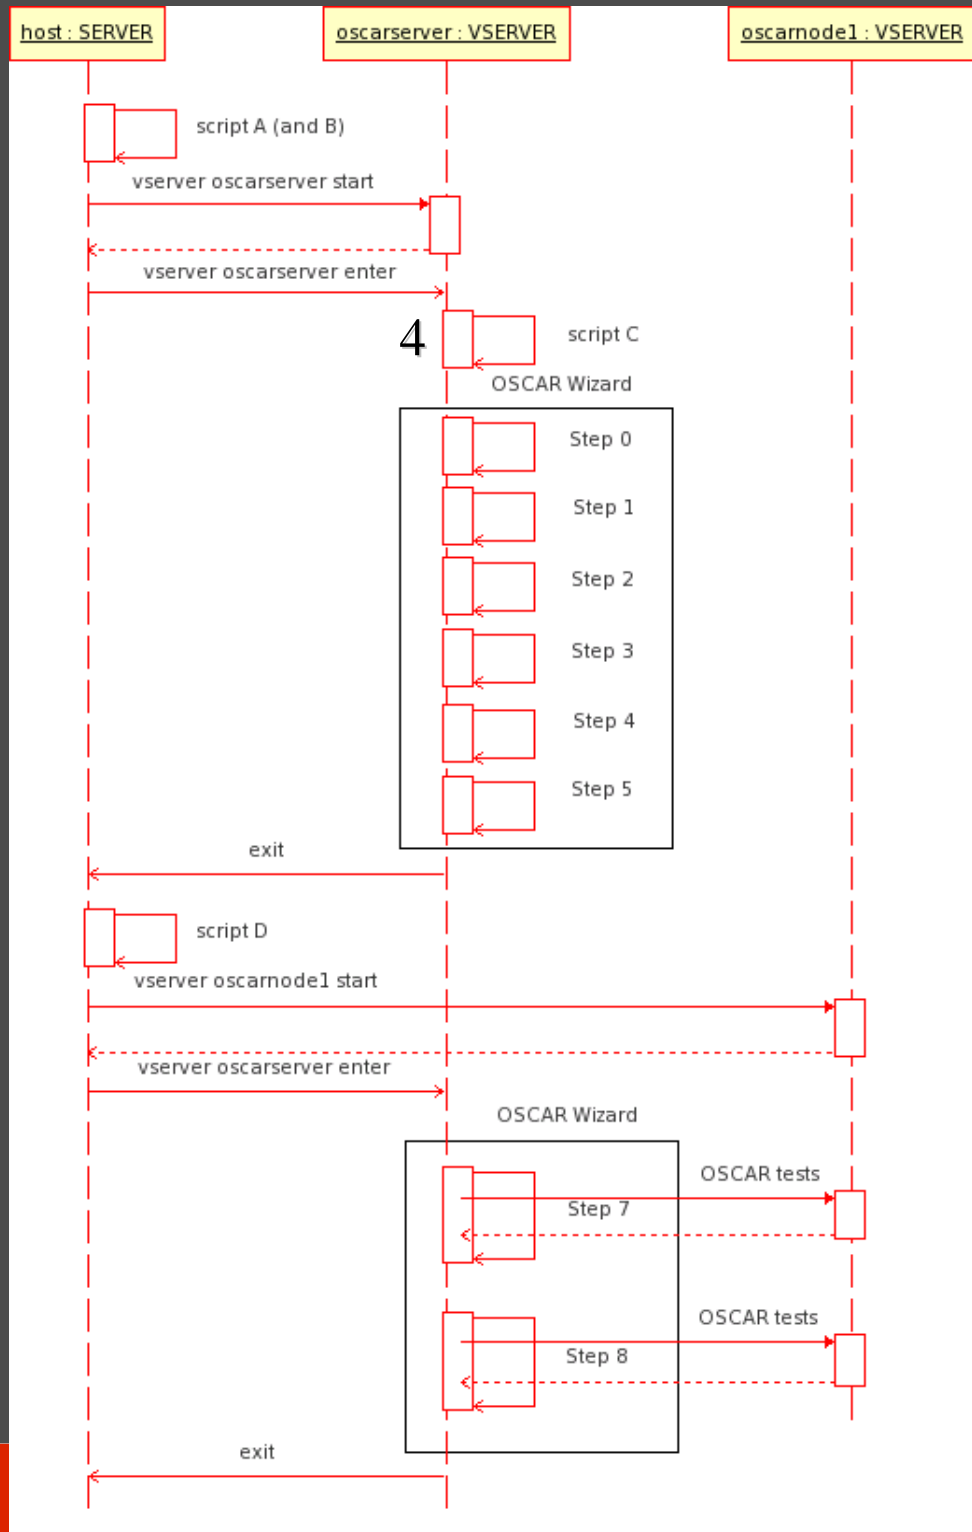 host : SERVER
oscarserver : VSERVER
oscarnode1 : VSERVER
script A (and B)
vserver oscarserver start
vserver oscarserver enter
4
script C
OSCAR Wizard
Step 0
Step 1
Step 2
Step 3
Step 4
Step 5
exit
script D
vserver oscarnode1 start
vserver oscarserver enter
OSCAR Wizard
OSCAR tests
Step 7
OSCAR tests
Step 8
exit